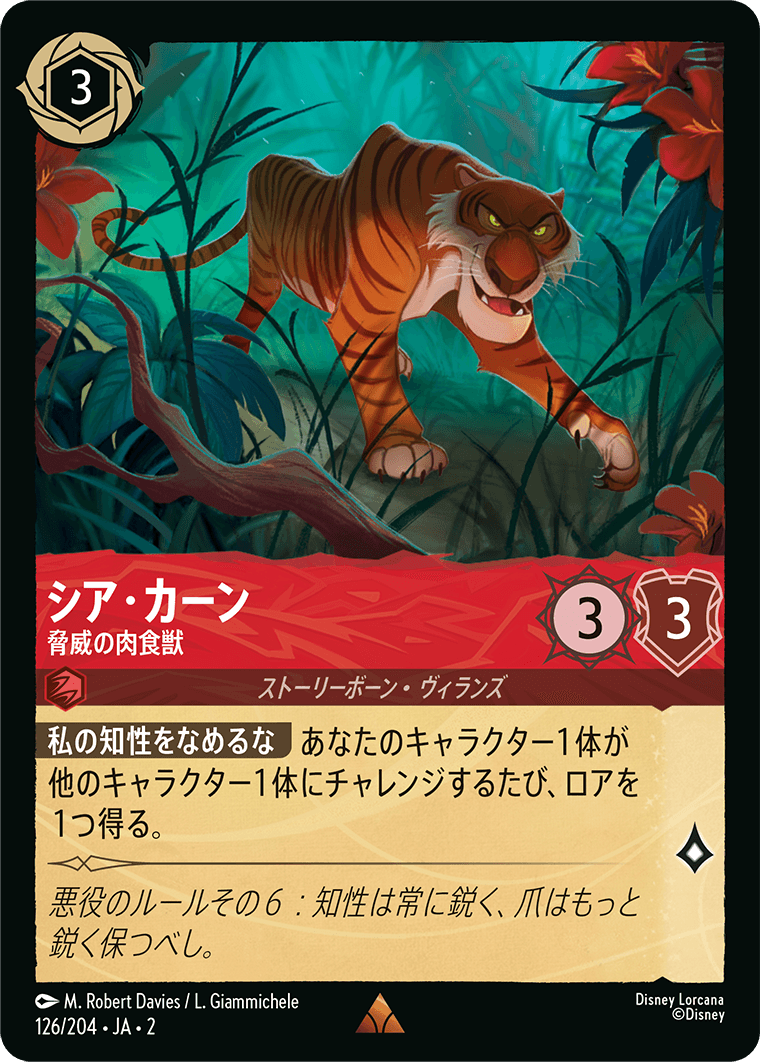 3
シア・カーン
脅威の肉食獣
3
3
ストーリーボーン・ヴィランズ
私の知性をなめるな あなたのキャラクター1体が
他のキャラクター1体にチャレンジするたび、ロアを
1つ得る。
悪役のルールその6：知性は常に鋭く、爪はもっと
鋭く保つべし。
M. Robert Davies / L. Giammichele
126/204 • JA • 2
Disney Lorcana
©Disney